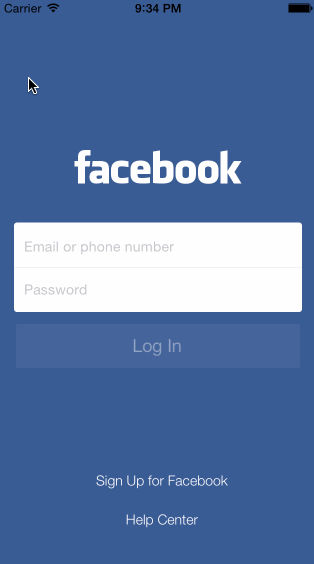 Carrier 9:34 PM
facebook
Email or phone number
Password
Log In
Sign Up for Facebook
Help Center